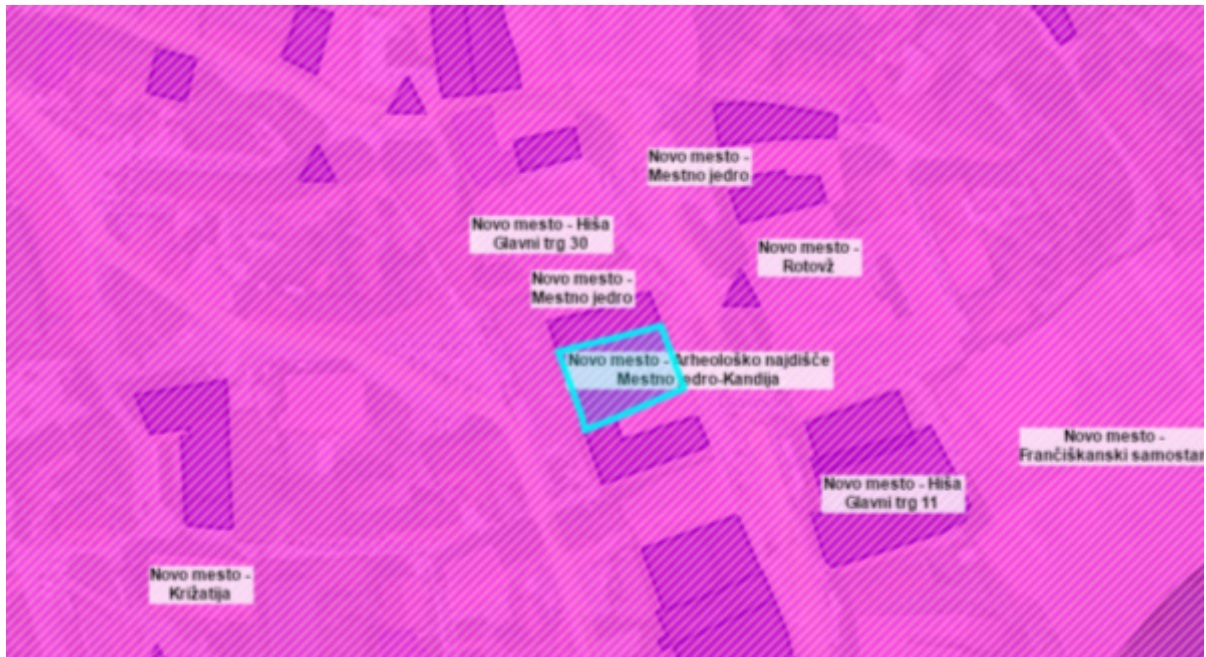 Novo mesto -
Mestno jedro
Novo mesto - Hiša
Glavni trg 30
Novo mesto -
Rotovž
Novo mesto -
Mestno jedro
Novo mesto - Arheološko najdišče
Mestno jedro-Kandija
Novo mesto -
Frančiškanski samostan
Novo mesto - Hiša
Glavni trg 11
Novo mesto -
Križatija